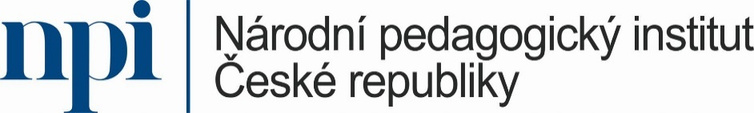 npi
Národní pedagogický institut
České republiky